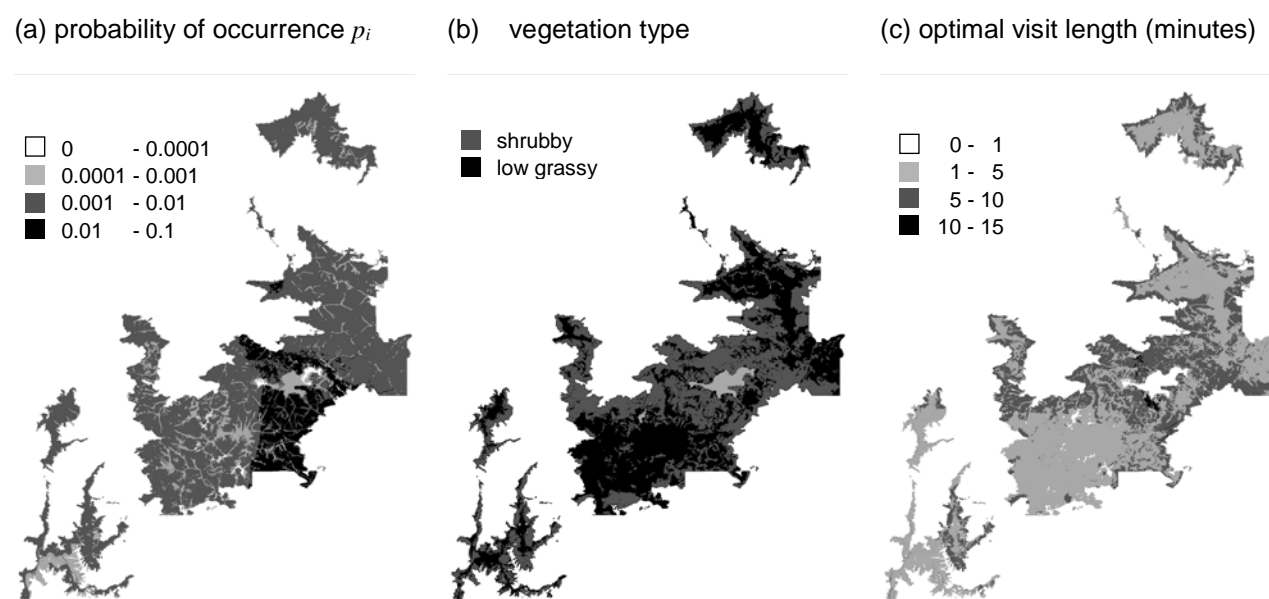 (a) probability of occurrence pi
0 - 0.0001
0.0001 - 0.001
0.001 - 0.01
0.01 - 0.1
(b) vegetation type
shrubby
low grassy
(c) optimal visit length (minutes)
0 - 1
1 - 5
5 - 10
10 - 15